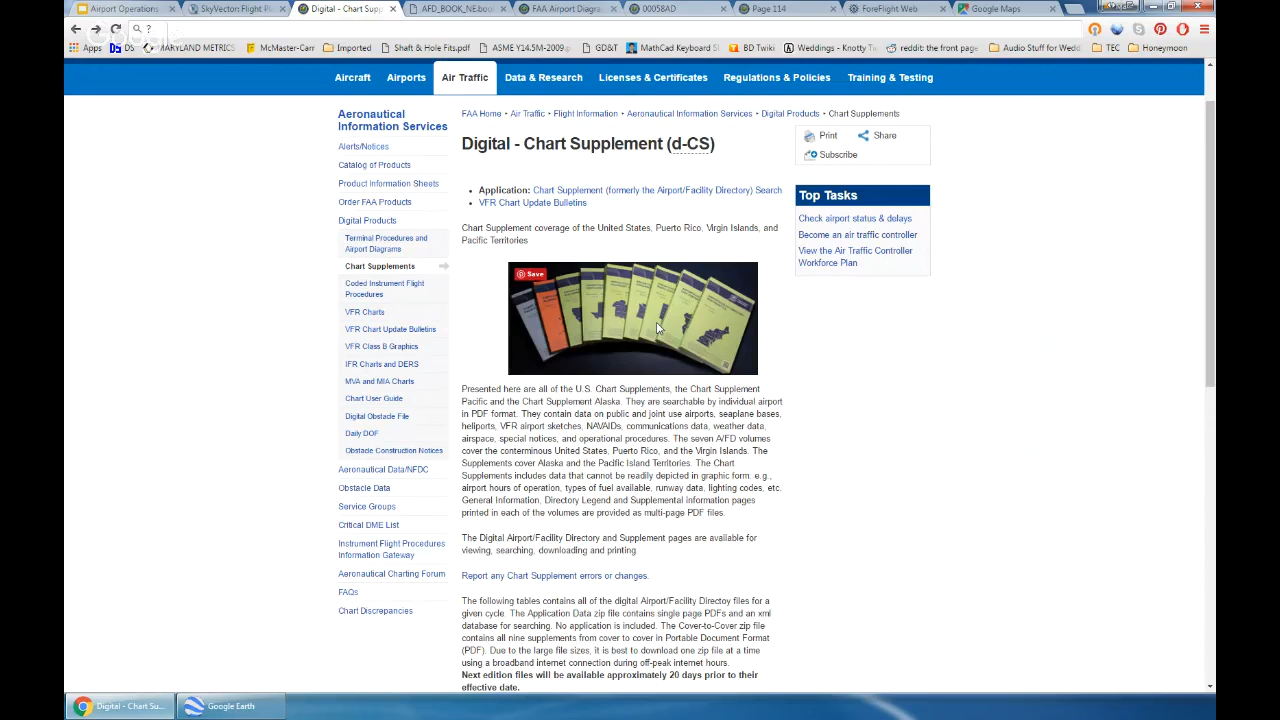 Airport Operations
SkyVector: Flight Pl
Digital - Chart Supp
AFD_BOOK_NE.boo
FAA Airport Diagra
00058AD
Page 114
ForeFlight Web
Google Maps
?
Google
Apps
DS
MARYLAND METRICS
McMaster-Carr
Imported
Shaft & Hole Fits.pdf
ASME Y14.5M-2009.p
GD&T
MathCad Keyboard S
BD Twiki
Weddings - Knotty T
reddit: the front page
Audio Stuff for Wedd
TEC
Honeymoon
Aircraft
Airports
Air Traffic
Data & Research
Licenses & Certificates
Regulations & Policies
Training & Testing
Aeronautical
Information Services
Alerts/Notices
Catalog of Products
Product Information Sheets
Order FAA Products
Digital Products
Terminal Procedures and
Airport Diagrams
Chart Supplements
Coded Instrument Flight
Procedures
VFR Charts
VFR Chart Update Bulletins
VFR Class B Graphics
IFR Charts and DERS
MVA and MIA Charts
Chart User Guide
Digital Obstacle File
Daily DOF
Obstacle Construction Notices
Aeronautical Data/NFDC
Obstacle Data
Service Groups
Critical DME List
Instrument Flight Procedures
Information Gateway
Aeronautical Charting Forum
FAQs
Chart Discrepancies
FAA Home • Air Traffic • Flight Information • Aeronautical Information Services • Digital Products • Chart Supplements
Digital - Chart Supplement (d-CS)
• Application: Chart Supplement (formerly the Airport/Facility Directory) Search
• VFR Chart Update Bulletins
Chart Supplement coverage of the United States, Puerto Rico, Virgin Islands, and
Pacific Territories
Save
Presented here are all of the U.S. Chart Supplements, the Chart Supplement
Pacific and the Chart Supplement Alaska. They are searchable by individual airport
in PDF format. They contain data on public and joint use airports, seaplane bases,
heliports, VFR airport sketches, NAVAIDs, communications data, weather data,
airspace, special notices, and operational procedures. The seven A/FD volumes
cover the conterminous United States, Puerto Rico, and the Virgin Islands. The
Supplements cover Alaska and the Pacific Island Territories. The Chart
Supplements includes data that cannot be readily depicted in graphic form: e.g.,
airport hours of operation, types of fuel available, runway data, lighting codes, etc.
General Information, Directory Legend and Supplemental information pages
printed in each of the volumes are provided as multi-page PDF files.
The Digital Airport/Facility Directory and Supplement pages are available for
viewing, searching, downloading and printing.
Report any Chart Supplement errors or changes.
The following tables contains all of the digital Airport/Facility Directoy files for a
given cycle. The Application Data zip file contains single page PDFs and an xml
database for searching. No application is included. The Cover-to-Cover zip file
contains all nine supplements from cover to cover in Portable Document Format
(PDF). Due to the large file sizes, it is best to download one zip file at a time
using a broadband internet connection during off-peak internet hours.
Next edition files will be available approximately 20 days prior to their
effective date.
Print
Share
Subscribe
Top Tasks
Check airport status & delays
Become an air traffic controller
View the Air Traffic Controller
Workforce Plan
Digital - Chart Su...
Google Earth